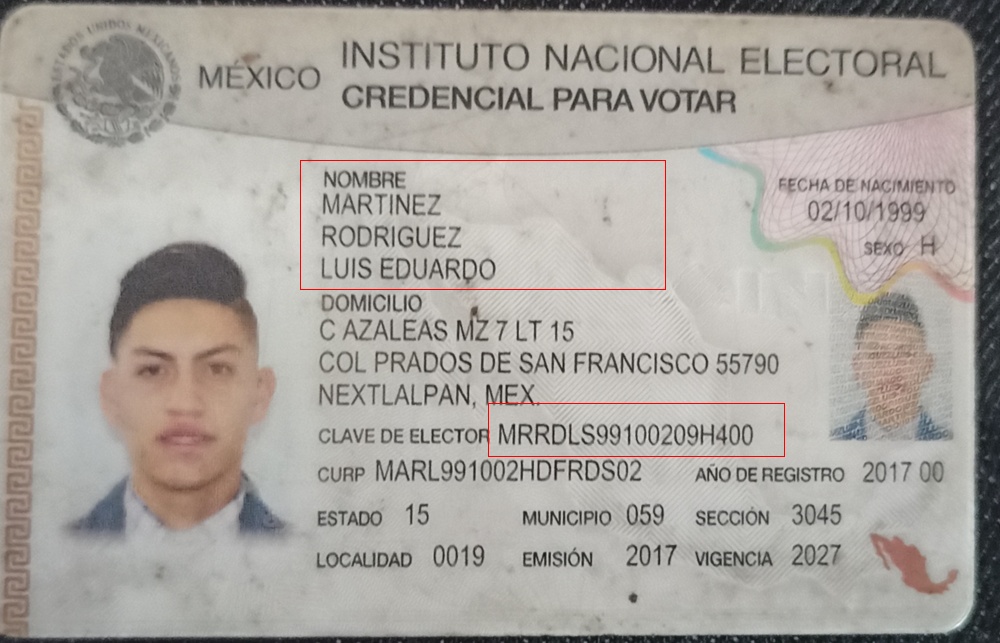 ESTADOS UNIDOS MEXICANOS
MÉXICO INSTITUTO NACIONAL ELECTORAL
CREDENCIAL PARA VOTAR
NOMBRE
MARTINEZ
RODRIGUEZ
LUIS EDUARDO
FECHA DE NACIMIENTO
02/10/1999
SEXO H
DOMICILIO
C AZALEAS MZ 7 LT 15
COL PRADOS DE SAN FRANCISCO 55790
NEXTLALPAN, MEX.
CLAVE DE ELECTOR MRRDLS99100209H400
CURP MARL991002HDFRDS02 AÑO DE REGISTRO 2017 00
ESTADO 15 MUNICIPIO 059 SECCIÓN 3045
LOCALIDAD 0019 EMISIÓN 2017 VIGENCIA 2027